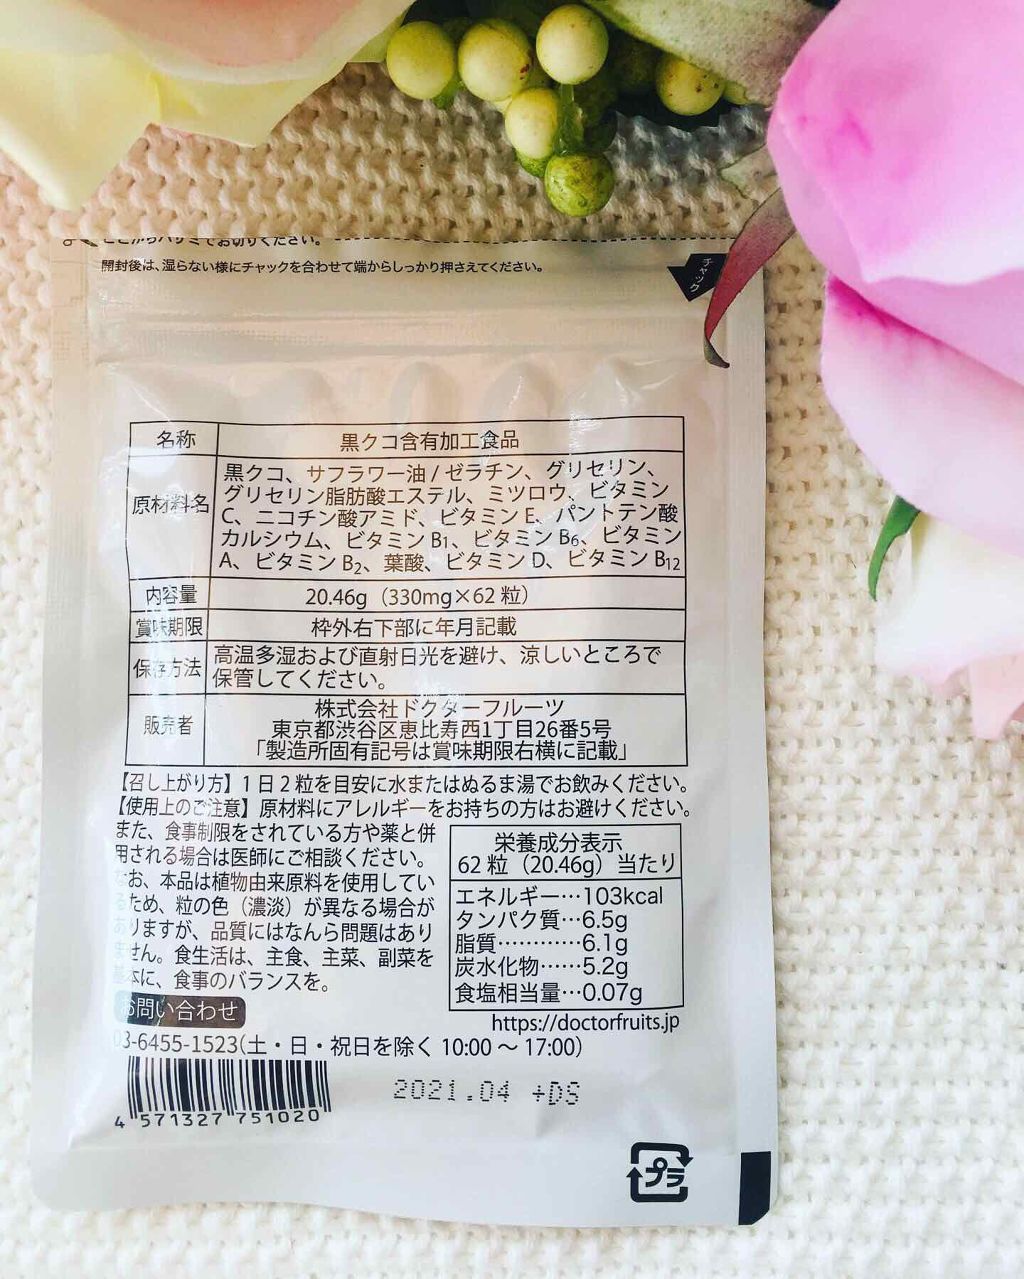 ここからハサミでお切りください。
開封後は、湿らない様にチャックを合わせて端からしっかり押さえてください。
チャック
名称 黒クコ含有加工食品
原材料名 黒クコ、サフラワー油 / ゼラチン、グリセリン、
グリセリン脂肪酸エステル、ミツロウ、ビタミン
C、ニコチン酸アミド、ビタミン E、パントテン酸
カルシウム、ビタミン B1、ビタミン B6、ビタミン
A、ビタミン B2、葉酸、ビタミン D、ビタミン B12
内容量 20.46g（330mg×62 粒）
賞味期限 枠外右下部に年月記載
保存方法 高温多湿および直射日光を避け、涼しいところで
保管してください。
販売者 株式会社ドクターフルーツ
東京都渋谷区恵比寿西1丁目26番5号
「製造所固有記号は賞味期限右横に記載」
【召し上がり方】1 日 2 粒を目安に水またはぬるま湯でお飲みください。
【使用上のご注意】原材料にアレルギーをお持ちの方はお避けください。
また、食事制限をされている方や薬と併
用される場合は医師にご相談ください。
なお、本品は植物由来原料を使用してい
るため、粒の色（濃淡）が異なる場合が
ありますが、品質にはなんら問題はあり
ません。食生活は、主食、主菜、副菜を
基本に、食事のバランスを。
栄養成分表示
62 粒（20.46g）当たり
エネルギー…103kcal
タンパク質…6.5g
脂質…………6.1g
炭水化物……5.2g
食塩相当量…0.07g
お問い合わせ
https://doctorfruits.jp
03-6455-1523(土・日・祝日を除く 10:00 ～ 17:00)
2021.04 +DS
4 571327 751020
プラ